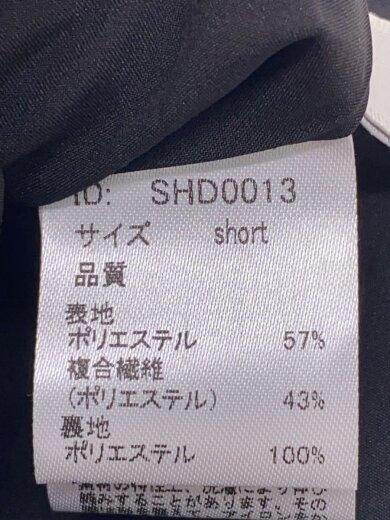 ID: SHD0013
サイズ short
品質
表地
ポリエステル 57%
複合繊維
(ポリエステル) 43%
裏地
ポリエステル 100%